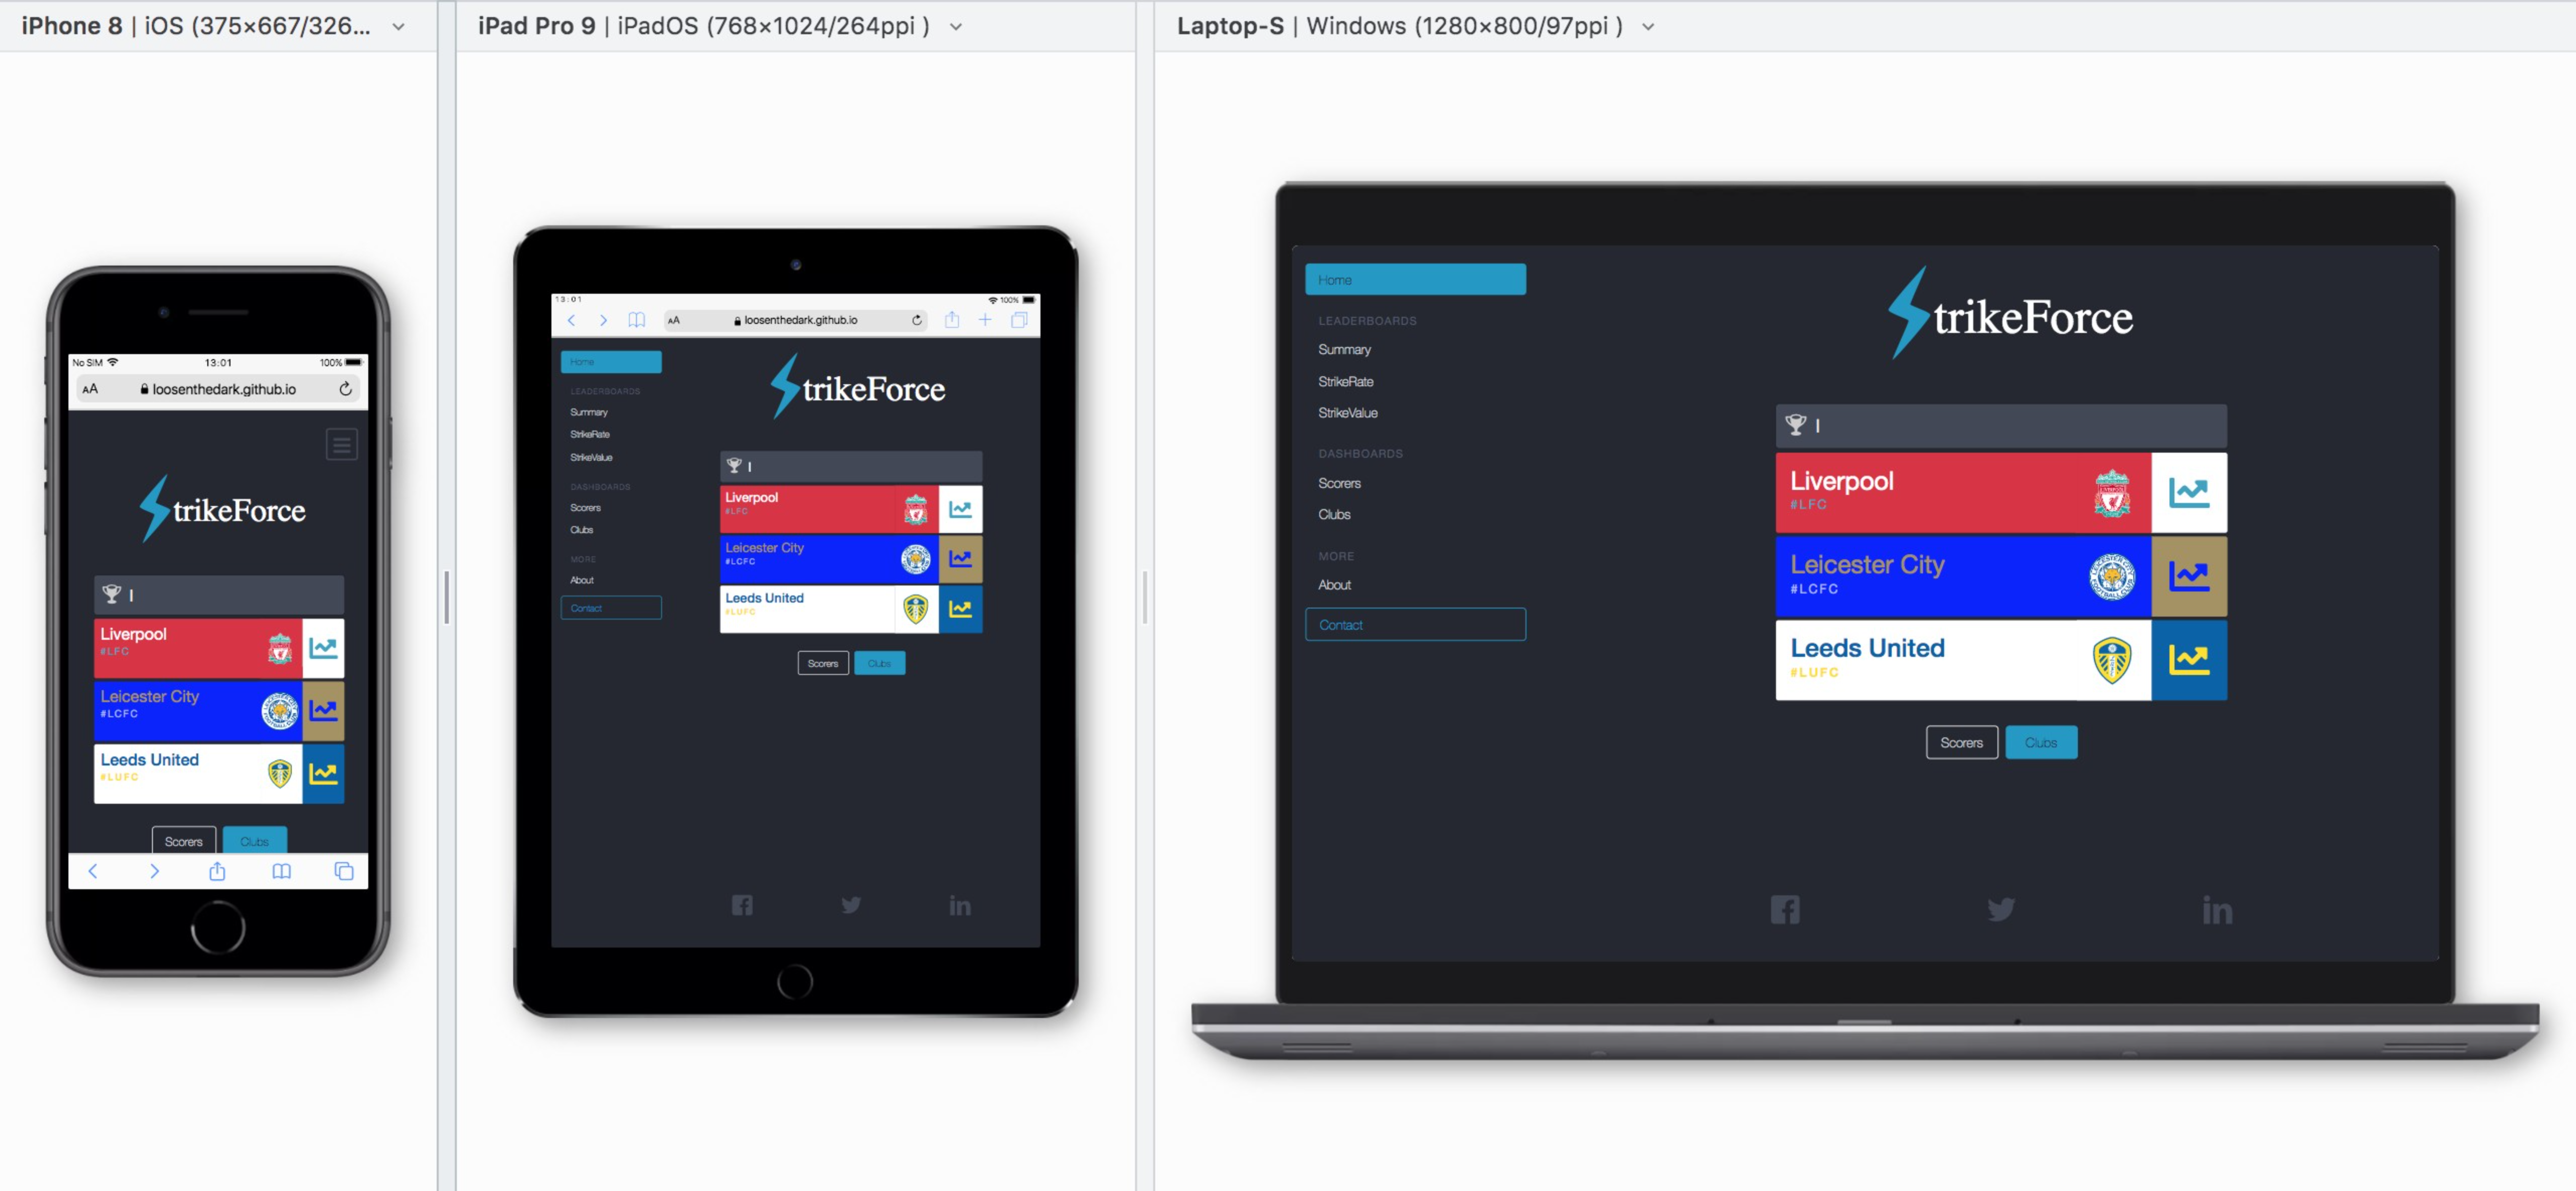 iPhone 8 | iOS (375×667/326...
No SIM 13:01 100%
AA loosenthedark.github.io
trikeForce
Liverpool
#LFC
Leicester City
#LCFC
Leeds United
#LUFC
Scorers Clubs
iPad Pro 9 | iPadOS (768×1024/264ppi )
13:01 100%
AA loosenthedark.github.io
Home
LEADERBOARDS
Summary
StrikeRate
StrikeValue
DASHBOARDS
Scorers
Clubs
MORE
About
Contact
trikeForce
Liverpool
#LFC
Leicester City
#LCFC
Leeds United
#LUFC
Scorers Clubs
Laptop-S | Windows (1280×800/97ppi )
Home
LEADERBOARDS
Summary
StrikeRate
StrikeValue
DASHBOARDS
Scorers
Clubs
MORE
About
Contact
trikeForce
Liverpool
#LFC
Leicester City
#LCFC
Leeds United
#LUFC
Scorers Clubs
in